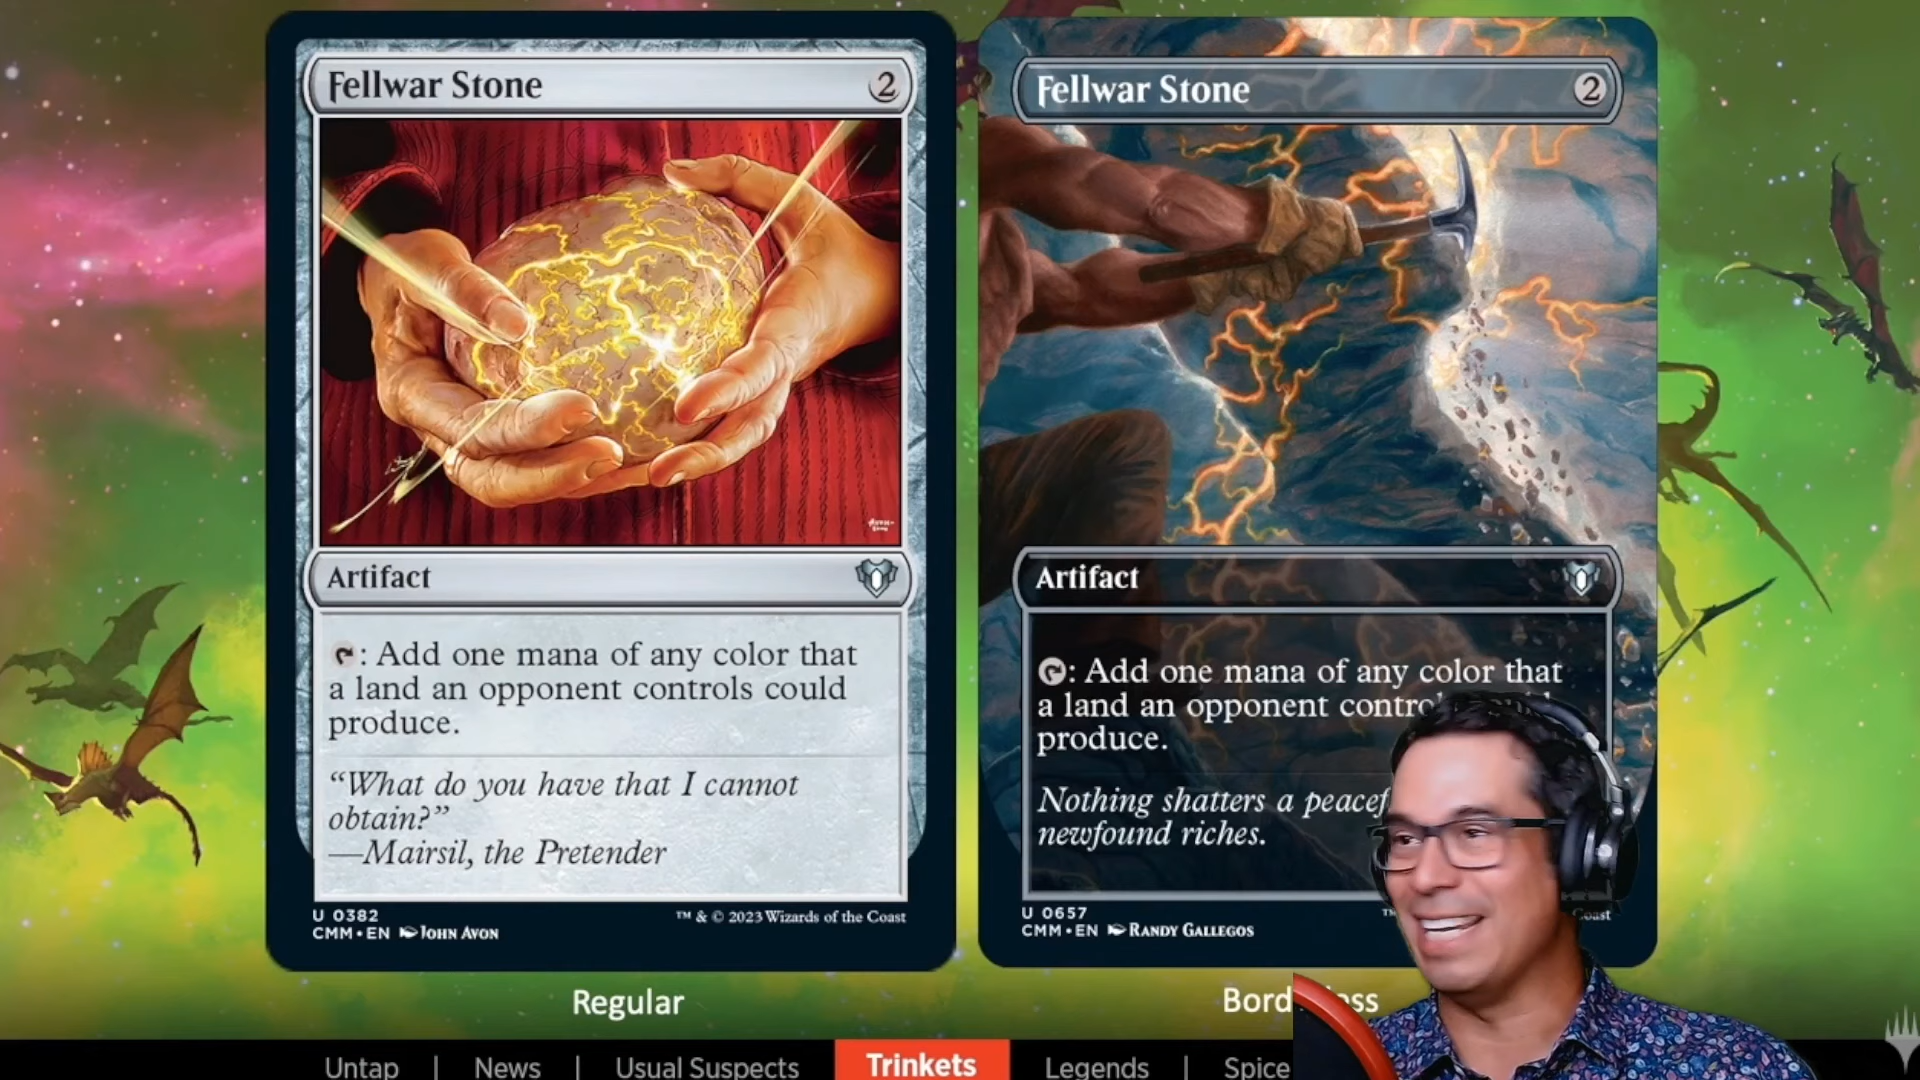 Fellwar Stone 2
Artifact
: Add one mana of any color that
a land an opponent controls could
produce.
“What do you have that I cannot
obtain?”
—Mairsil, the Pretender
U 0382
CMM • EN John Avon
™ & © 2023 Wizards of the Coast
Regular
Fellwar Stone 2
Artifact
: Add one mana of any color that
a land an opponent
produce.
Nothing shatters a
newfound riches.
U 0657
CMM • EN Randy Gallegos
Coast
Untap | News | Usual Suspects Trinkets Legends | Spice